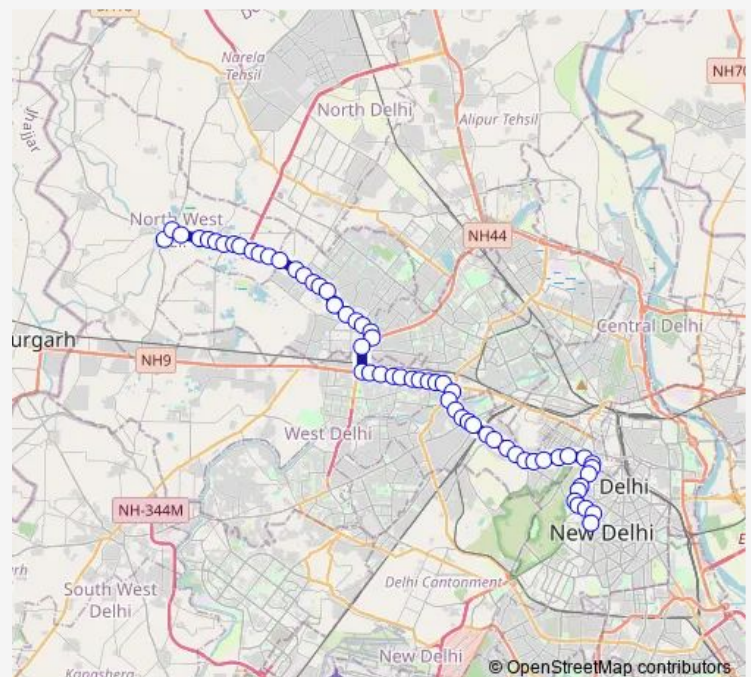 Narela
Tehsil
NH70
North Delhi
Alipur Tehsil
Jhajjar
North West
NH44
Central Delhi
urgarh
NH9
West Delhi
Delhi
NH-344M
New Delhi
Delhi Cantonment
South West
Delhi
New Delhi
© OpenStreetMap contributors